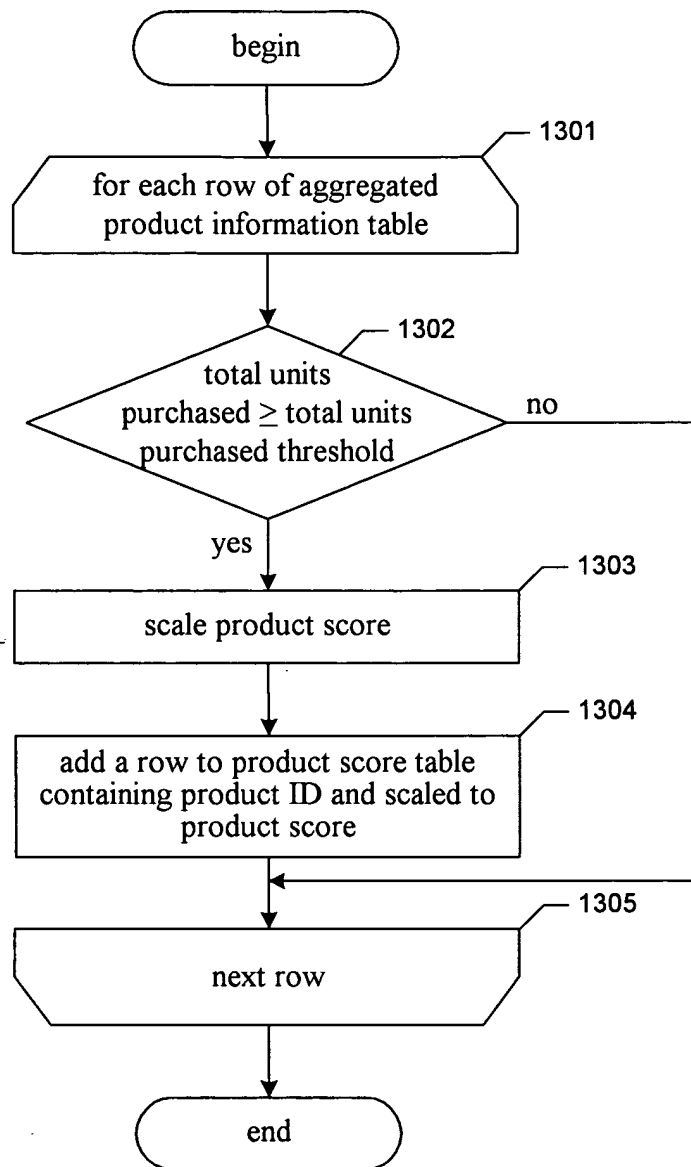 begin
1301
for each row of aggregated
product information table
1302
total units
purchased ≥ total units
purchased threshold
no
yes
1303
scale product score
1304
add a row to product score table
containing product ID and scaled to
product score
1305
next row
end